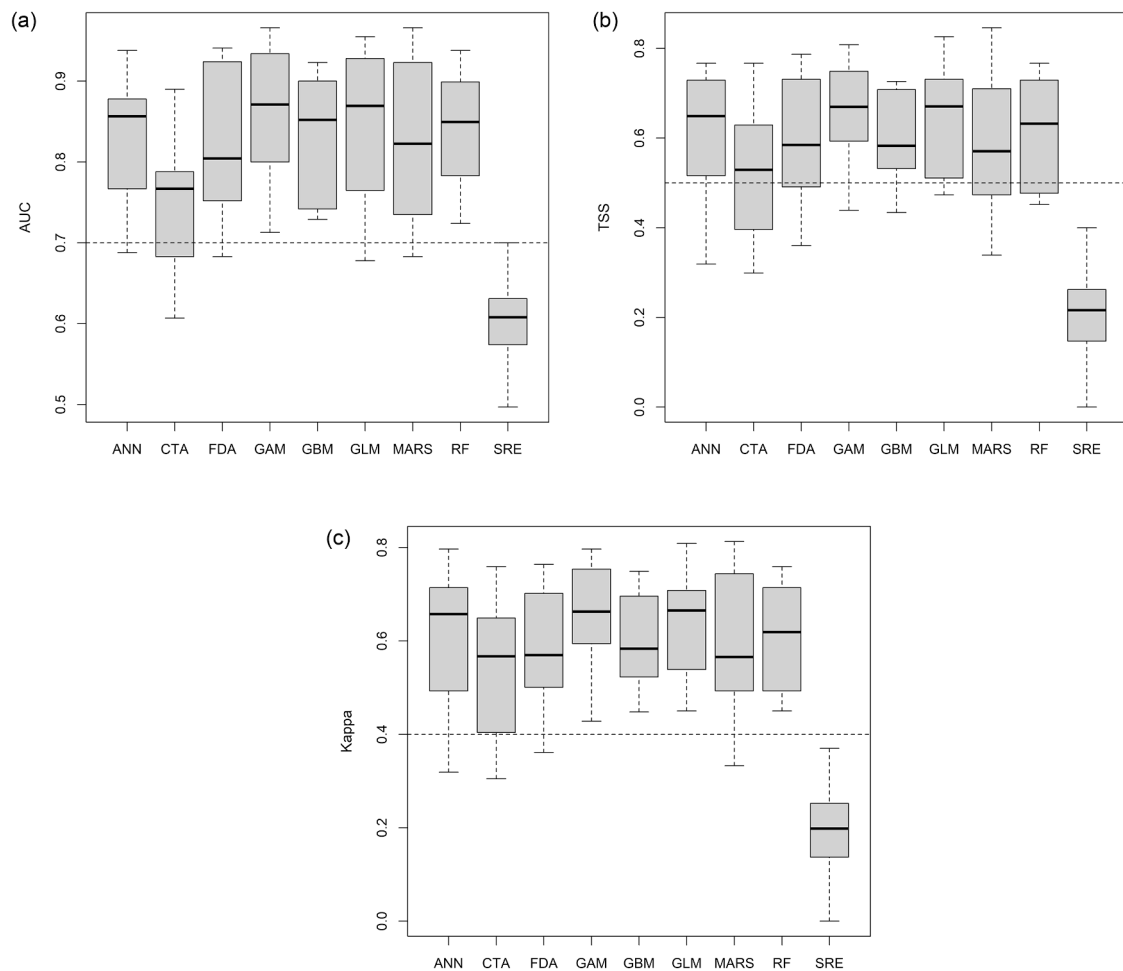 (a)
AUC
0.9
0.8
0.7
0.6
0.5
ANN CTA FDA GAM GBM GLM MARS RF SRE
(b)
TSS
0.8
0.6
0.4
0.2
0.0
ANN CTA FDA GAM GBM GLM MARS RF SRE
(c)
Kappa
0.8
0.6
0.4
0.2
0.0
ANN CTA FDA GAM GBM GLM MARS RF SRE